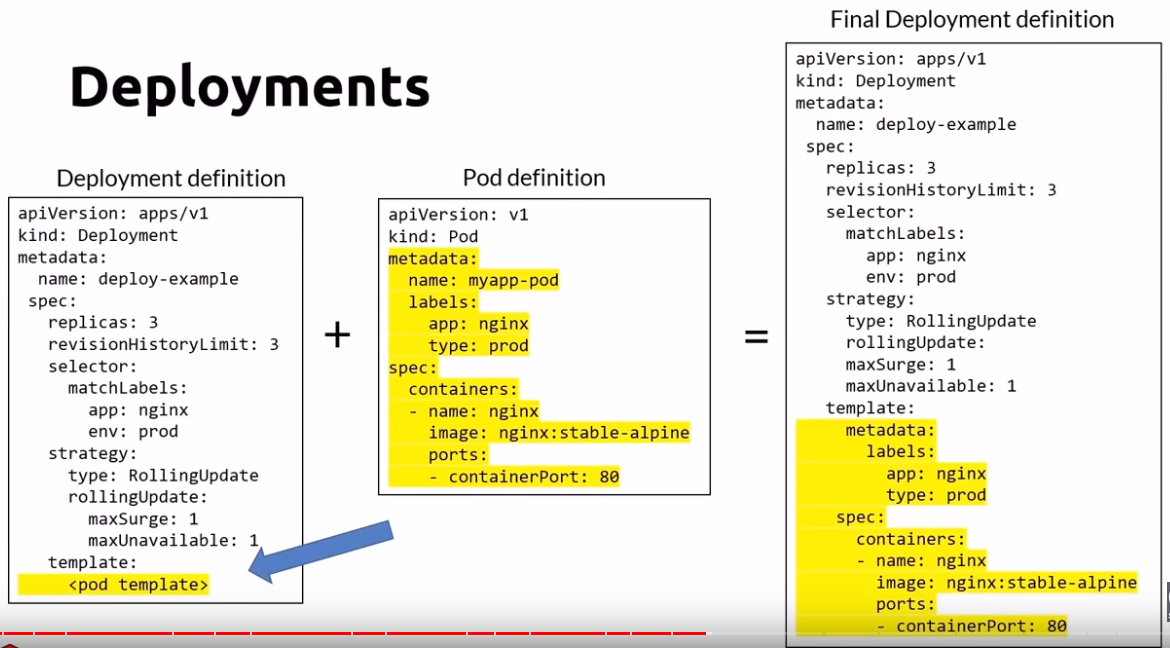 Deployments
Deployment definition
apiVersion: apps/v1
kind: Deployment
metadata:
  name: deploy-example
 spec:
   replicas: 3
   revisionHistoryLimit: 3
   selector:
     matchLabels:
       app: nginx
       env: prod
   strategy:
     type: RollingUpdate
     rollingUpdate:
       maxSurge: 1
       maxUnavailable: 1
   template:
     <pod template>
+
Pod definition
apiVersion: v1
kind: Pod
metadata:
  name: myapp-pod
  labels:
    app: nginx
    type: prod
spec:
  containers:
  - name: nginx
    image: nginx:stable-alpine
    ports:
    - containerPort: 80
=
Final Deployment definition
apiVersion: apps/v1
kind: Deployment
metadata:
  name: deploy-example
 spec:
   replicas: 3
   revisionHistoryLimit: 3
   selector:
     matchLabels:
       app: nginx
       env: prod
   strategy:
     type: RollingUpdate
     rollingUpdate:
     maxSurge: 1
     maxUnavailable: 1
   template:
     metadata:
       labels:
         app: nginx
         type: prod
    spec:
      containers:
      - name: nginx
        image: nginx:stable-alpine
        ports:
        - containerPort: 80